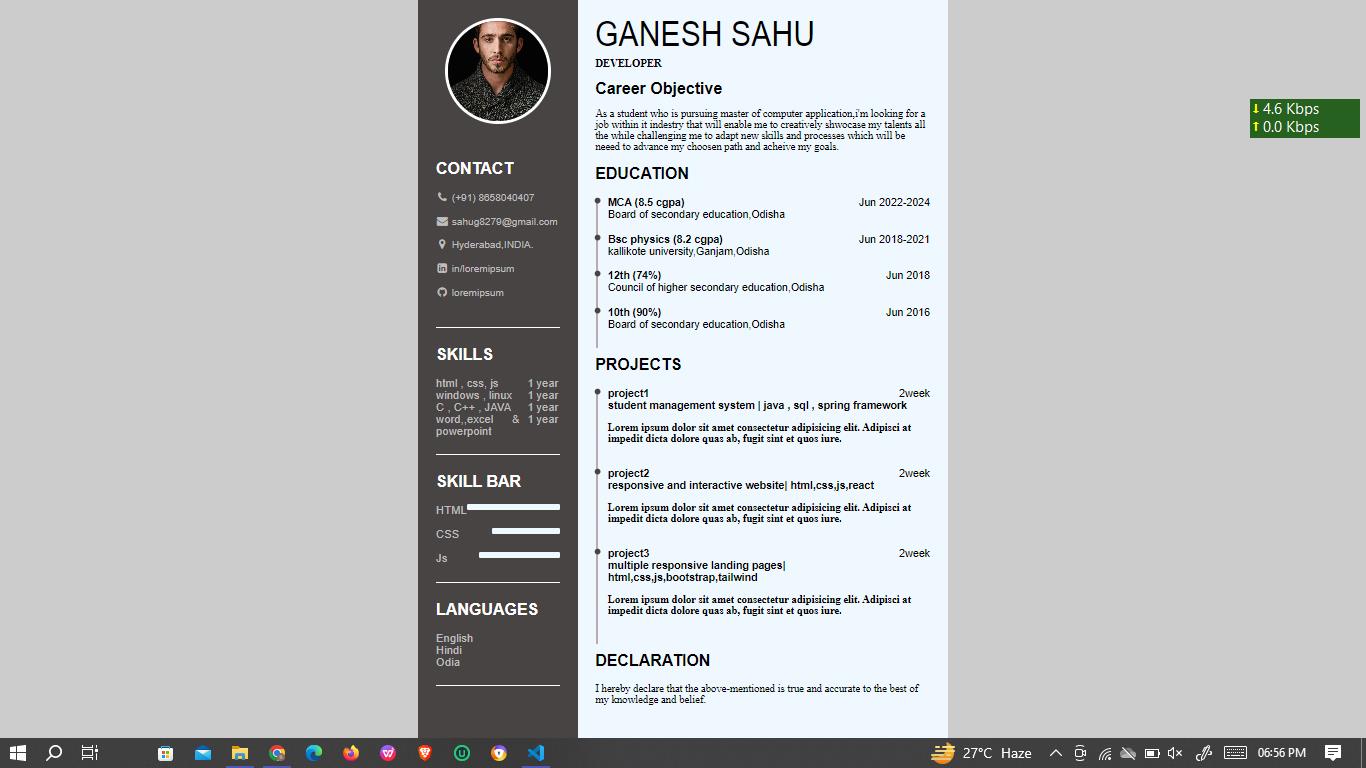 GANESH SAHU
DEVELOPER
Career Objective
As a student who is pursuing master of computer application,i'm looking for a
job within it indestry that will enable me to creatively shwocase my talents all
the while challenging me to adapt new skills and processes which will be
neeed to advance my choosen path and acheive my goals.
EDUCATION
MCA (8.5 cgpa) Jun 2022-2024
Board of secondary education,Odisha
Bsc physics (8.2 cgpa) Jun 2018-2021
kallikote university,Ganjam,Odisha
12th (74%) Jun 2018
Council of higher secondary education,Odisha
10th (90%) Jun 2016
Board of secondary education,Odisha
PROJECTS
project1 2week
student management system | java , sql , spring framework
Lorem ipsum dolor sit amet consectetur adipisicing elit. Adipisci at
impedit dicta dolore quas ab, fugit sint et quos iure.
project2 2week
responsive and interactive website| html,css,js,react
Lorem ipsum dolor sit amet consectetur adipisicing elit. Adipisci at
impedit dicta dolore quas ab, fugit sint et quos iure.
project3 2week
multiple responsive landing pages|
html,css,js,bootstrap,tailwind
Lorem ipsum dolor sit amet consectetur adipisicing elit. Adipisci at
impedit dicta dolore quas ab, fugit sint et quos iure.
DECLARATION
I hereby declare that the above-mentioned is true and accurate to the best of
my knowledge and belief.
CONTACT
(+91) 8658040407
sahug8279@gmail.com
Hyderabad,INDIA.
in/loremipsum
loremipsum
SKILLS
html , css, js 1 year
windows , linux 1 year
C , C++ , JAVA 1 year
word,,excel & 1 year
powerpoint
SKILL BAR
HTML
CSS
Js
LANGUAGES
English
Hindi
Odia
4.6 Kbps
0.0 Kbps
27°C Haze
06:56 PM